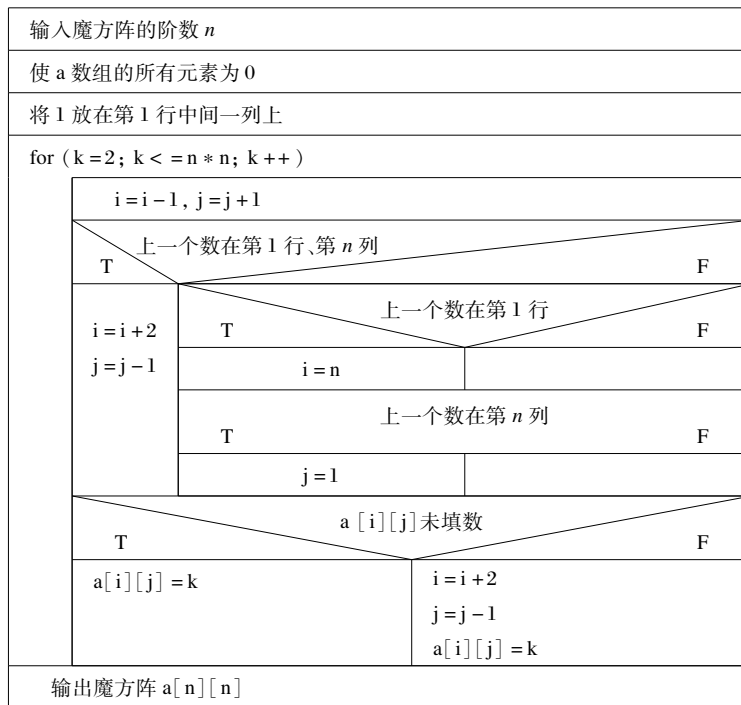 输入魔方阵的阶数 n
使 a 数组的所有元素为 0
将 1 放在第 1 行中间一列上
for (k=2; k<=n*n; k++)
i=i-1, j=j+1
上一个数在第 1 行、第 n 列
T F
上一个数在第 1 行
T F
i=i+2
j=j-1
i=n
上一个数在第 n 列
T F
j=1
a [i][j]未填数
T F
a[i][j]=k
i=i+2
j=j-1
a[i][j]=k
输出魔方阵 a[n][n]